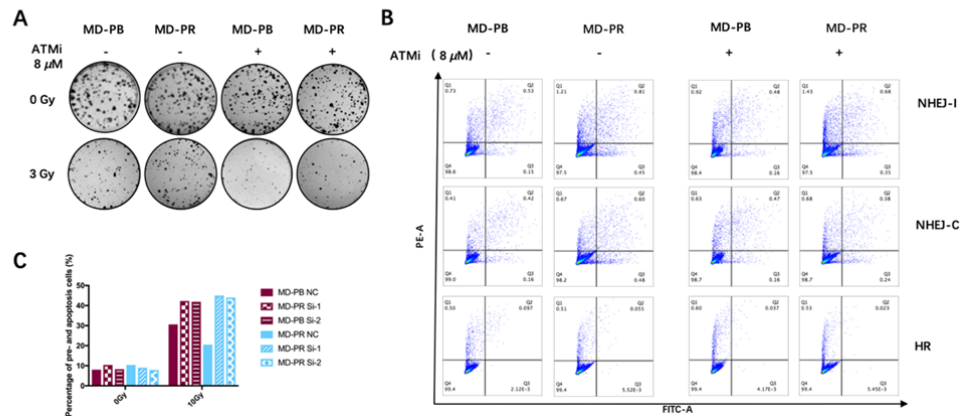 A
MD-PB MD-PR MD-PB MD-PR
ATMi - - + +
8 μM
0 Gy
3 Gy
B
MD-PB MD-PR MD-PB MD-PR
ATMi ( 8 μM) - - + +
Q1 0.73 Q2 0.53 Q4 98.6 Q3 0.15
Q1 1.21 Q2 0.81 Q4 97.5 Q3 0.45
Q1 0.92 Q2 0.48 Q4 98.4 Q3 0.16
Q1 1.43 Q2 0.68 Q4 97.5 Q3 0.35
NHEJ-I
Q1 0.41 Q2 0.42 Q4 99.0 Q3 0.16
Q1 0.67 Q2 0.60 Q4 98.2 Q3 0.48
Q1 0.63 Q2 0.47 Q4 98.7 Q3 0.16
Q1 0.68 Q2 0.38 Q4 98.7 Q3 0.24
NHEJ-C
Q1 0.50 Q2 0.097 Q4 99.4 Q3 2.12E-3
Q1 0.51 Q2 0.055 Q4 99.4 Q3 5.52E-3
Q1 0.60 Q2 0.037 Q4 99.4 Q3 4.17E-3
Q1 0.53 Q2 0.023 Q4 99.4 Q3 5.45E-3
HR
PE-A
FITC-A
C
Percentage of pre- and apoptosis cells (%)
50
40
30
20
10
0
0Gy 10Gy
MD-PB NC
MD-PR Si-1
MD-PB Si-2
MD-PR NC
MD-PR Si-1
MD-PR Si-2